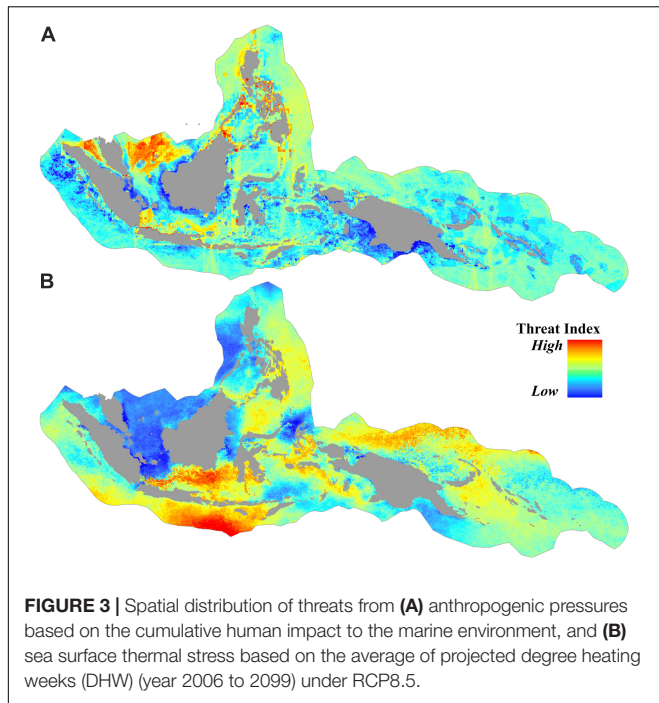 A
B
Threat Index
High
Low
FIGURE 3 | Spatial distribution of threats from (A) anthropogenic pressures
based on the cumulative human impact to the marine environment, and (B)
sea surface thermal stress based on the average of projected degree heating
weeks (DHW) (year 2006 to 2099) under RCP8.5.